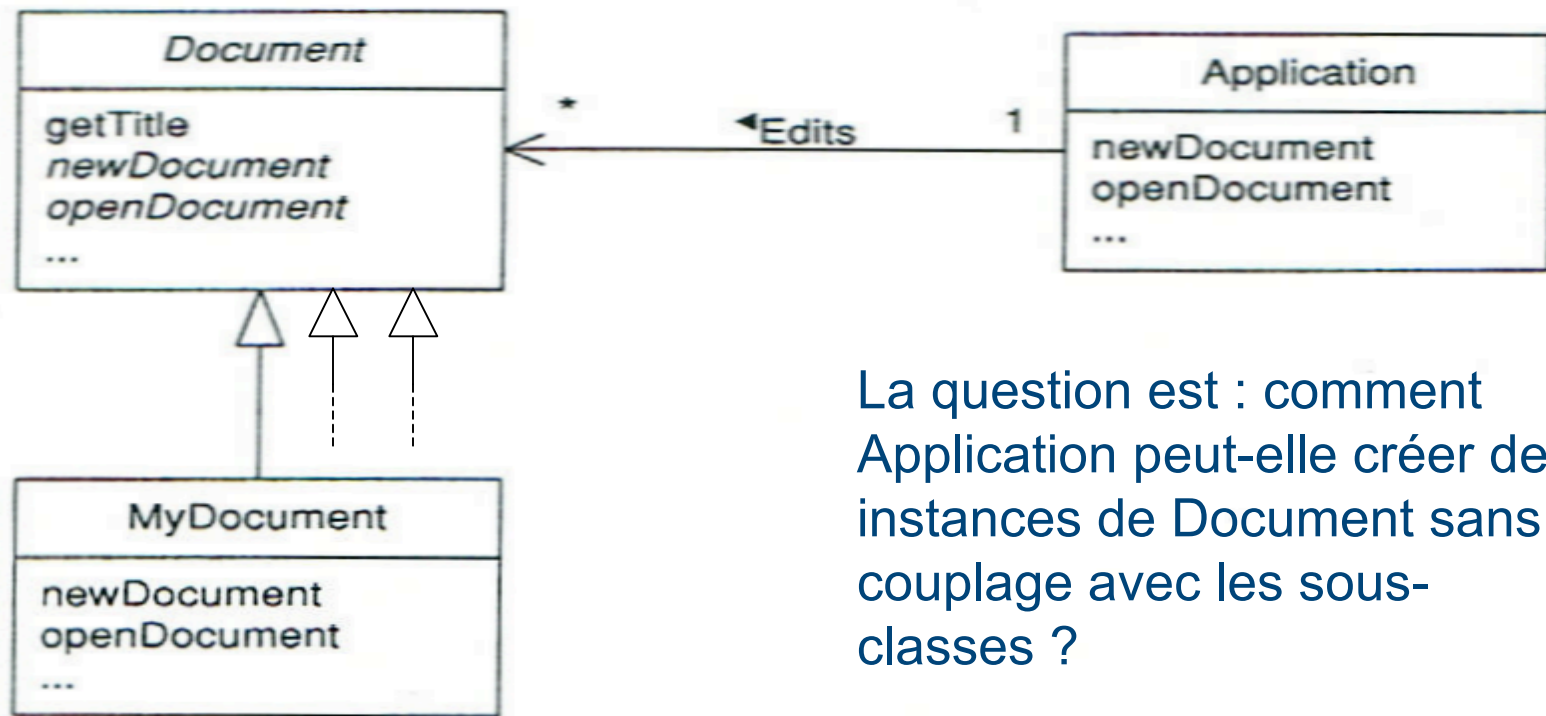 Document
getTitle
newDocument
openDocument
...
*
◄Edits
1
Application
newDocument
openDocument
...
MyDocument
newDocument
openDocument
...
La question est : comment
Application peut-elle créer de
instances de Document sans
couplage avec les sous-
classes ?